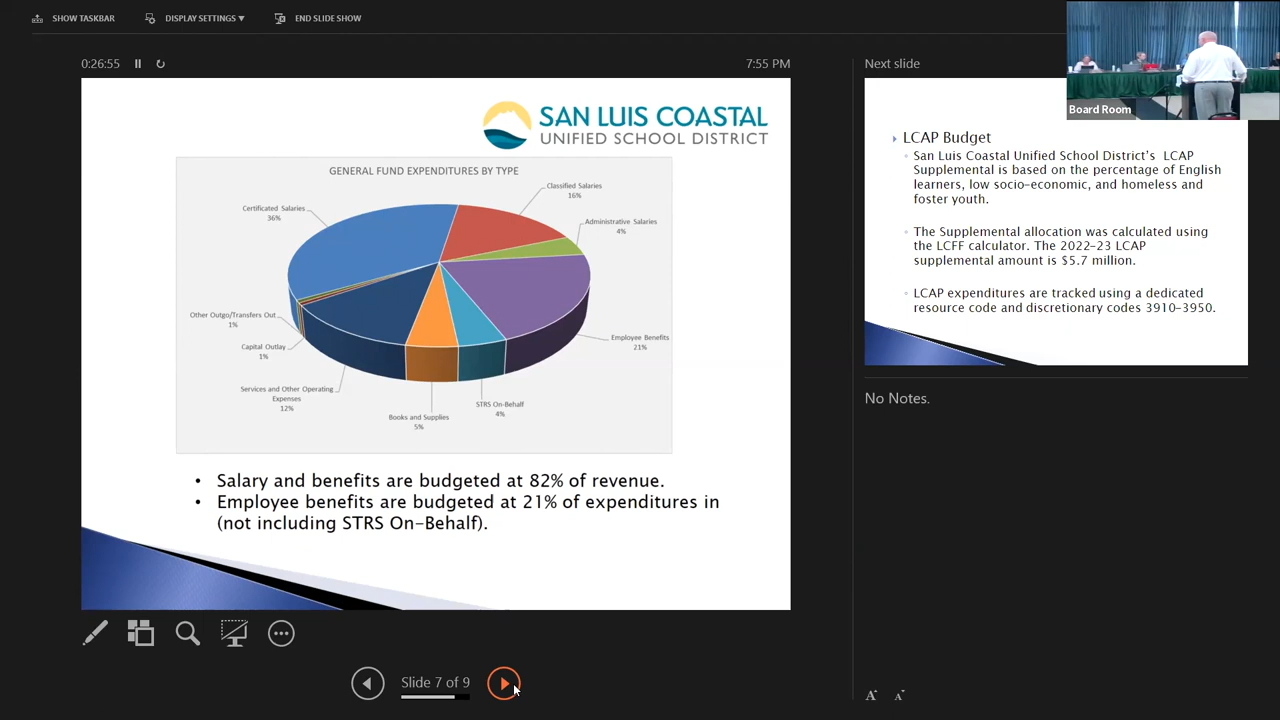 SHOW TASKBAR
DISPLAY SETTINGS ▼
END SLIDE SHOW
0:26:55
7:55 PM
SAN LUIS COASTAL
UNIFIED SCHOOL DISTRICT
GENERAL FUND EXPENDITURES BY TYPE
Certificated Salaries
36%
Classified Salaries
16%
Administrative Salaries
4%
Employee Benefits
21%
Other Outgo/Transfers Out
1%
Capital Outlay
1%
Services and Other Operating
Expenses
12%
Books and Supplies
5%
STRS On-Behalf
4%
• Salary and benefits are budgeted at 82% of revenue.
• Employee benefits are budgeted at 21% of expenditures in
(not including STRS On-Behalf).
Slide 7 of 9
Next slide
Board Room
LCAP Budget
San Luis Coastal Unified School District's LCAP
Supplemental is based on the percentage of English
learners, low socio-economic, and homeless and
foster youth.
The Supplemental allocation was calculated using
the LCFF calculator. The 2022-23 LCAP
supplemental amount is $5.7 million.
LCAP expenditures are tracked using a dedicated
resource code and discretionary codes 3910-3950.
No Notes.
A A